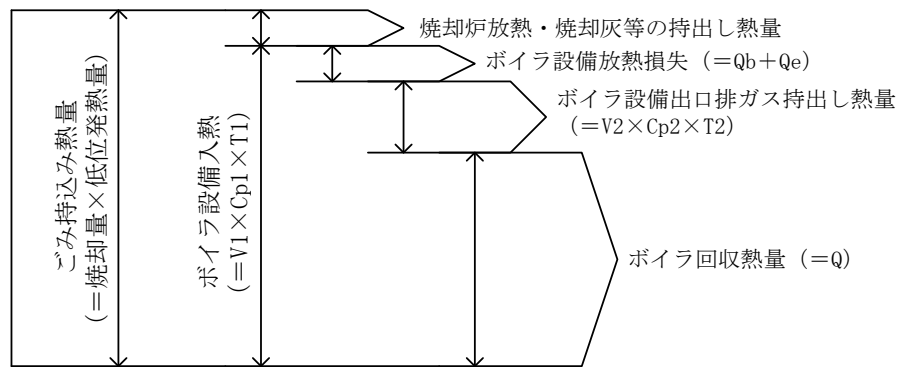 焼却炉放熱・焼却灰等の持出し熱量
ボイラ設備放熱損失（＝Qb＋Qe）
ボイラ設備出口排ガス持出し熱量
（＝V2×Cp2×T2）
ごみ持込み熱量
（＝焼却量×低位発熱量）
ボイラ設備入熱
（＝V1×Cp1×T1）
ボイラ回収熱量（＝Q）